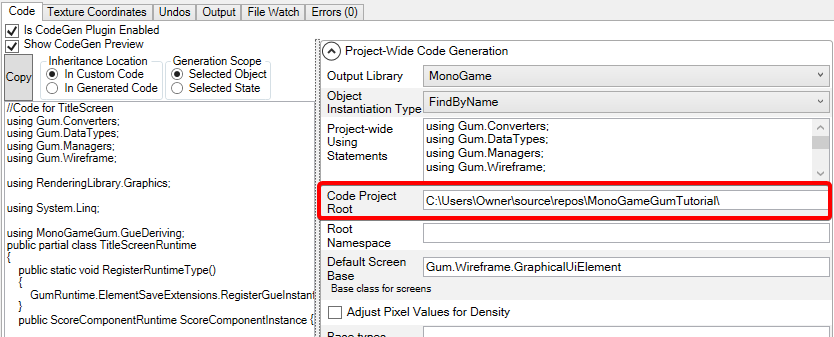 Code
Texture Coordinates
Undos
Output
File Watch
Errors (0)
Is CodeGen Plugin Enabled
Show CodeGen Preview
Copy
Inheritance Location
In Custom Code
In Generated Code
Generation Scope
Selected Object
Selected State
//Code for TitleScreen
using Gum.Converters;
using Gum.DataTypes;
using Gum.Managers;
using Gum.Wireframe;
using RenderingLibrary.Graphics;
using System.Linq;
using MonoGameGum.GueDeriving;
public partial class TitleScreenRuntime
{
public static void RegisterRuntimeType()
{
GumRuntime.ElementSaveExtensions.RegisterGueInstant
}
public ScoreComponentRuntime ScoreComponentInstance {
Project-Wide Code Generation
Output Library
MonoGame
Object
Instantiation Type
FindByName
Project-wide
Using
Statements
using Gum.Converters;
using Gum.DataTypes;
using Gum.Managers;
using Gum.Wireframe;
Code Project
Root
C:\Users\Owner\source\repos\MonoGameGumTutorial\
Root
Namespace
Default Screen
Base
Gum.Wireframe.GraphicalUiElement
Base class for screens
Adjust Pixel Values for Density
Base types